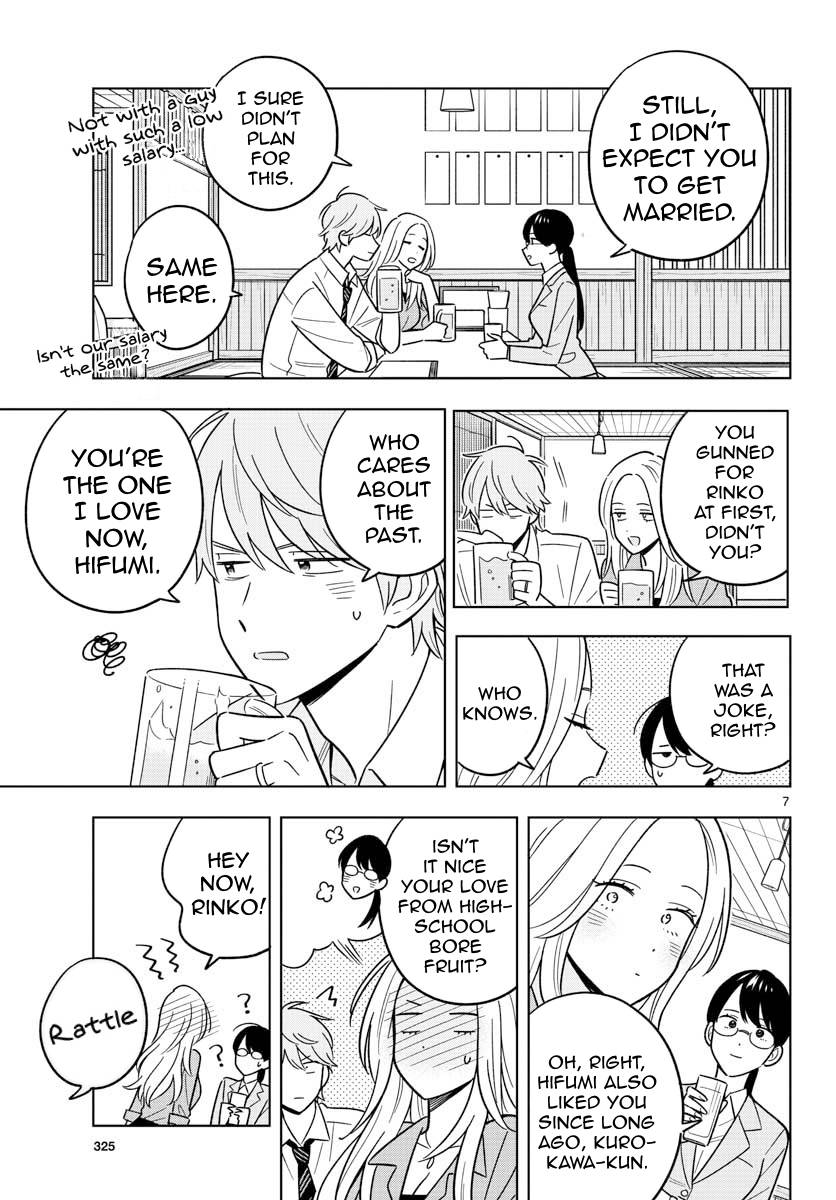 STILL,
I DIDN'T
EXPECT YOU
TO GET
MARRIED.
I SURE
DIDN'T
PLAN
FOR
THIS.
Not with a Guy
with such a low
salary...
SAME
HERE.
Isn't our salary
the same?
YOU
GUNNED
FOR
RINKO
AT FIRST,
DIDN'T
YOU?
WHO
CARES
ABOUT
THE
PAST.
YOU'RE
THE ONE
I LOVE
NOW,
HIFUMI.
THAT
WAS A
JOKE,
RIGHT?
WHO
KNOWS.
7
OH, RIGHT,
HIFUMI ALSO
LIKED YOU
SINCE LONG
AGO, KURO-
KAWA-KUN.
ISN'T
IT NICE
YOUR LOVE
FROM HIGH-
SCHOOL
BORE
FRUIT?
HEY
NOW,
RINKO!
?
?
?
Rattle
325